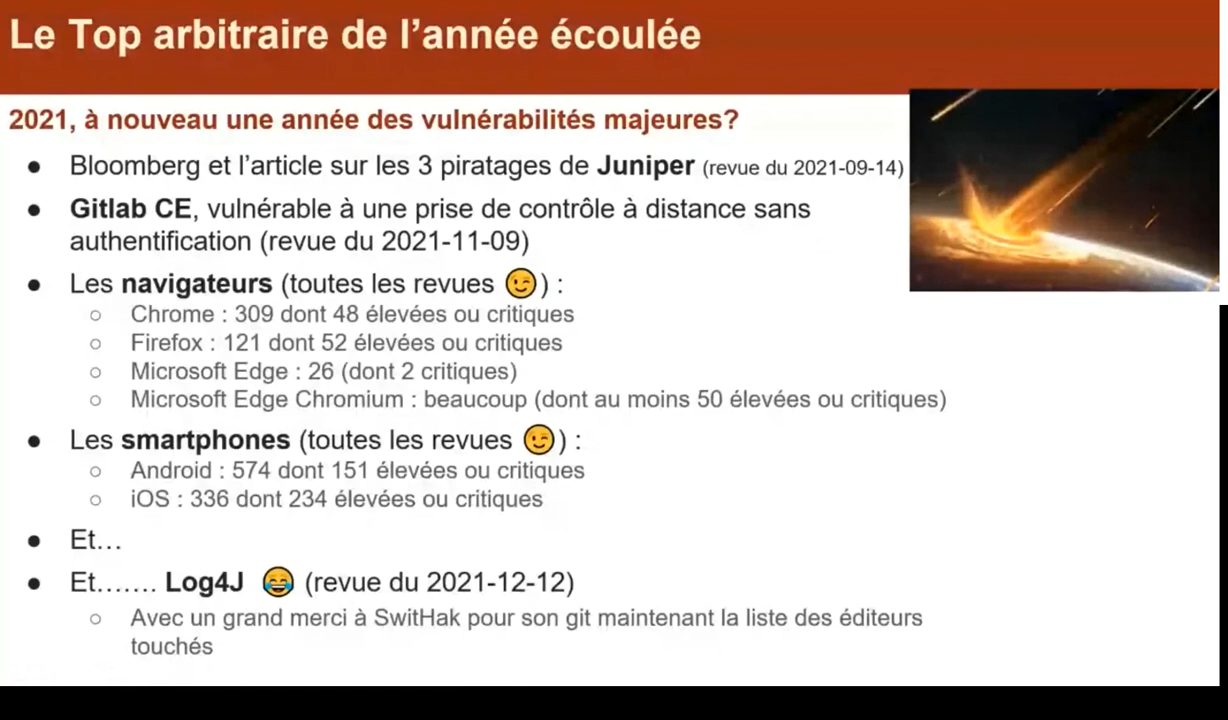 Le Top arbitraire de l’année écoulée
2021, à nouveau une année des vulnérabilités majeures?
● Bloomberg et l’article sur les 3 piratages de Juniper (revue du 2021-09-14)
● Gitlab CE, vulnérable à une prise de contrôle à distance sans
authentification (revue du 2021-11-09)
● Les navigateurs (toutes les revues 😉) :
○ Chrome : 309 dont 48 élevées ou critiques
○ Firefox : 121 dont 52 élevées ou critiques
○ Microsoft Edge : 26 (dont 2 critiques)
○ Microsoft Edge Chromium : beaucoup (dont au moins 50 élevées ou critiques)
● Les smartphones (toutes les revues 😉) :
○ Android : 574 dont 151 élevées ou critiques
○ iOS : 336 dont 234 élevées ou critiques
● Et…
● Et……. Log4J 😂 (revue du 2021-12-12)
○ Avec un grand merci à SwitHak pour son git maintenant la liste des éditeurs
touchés